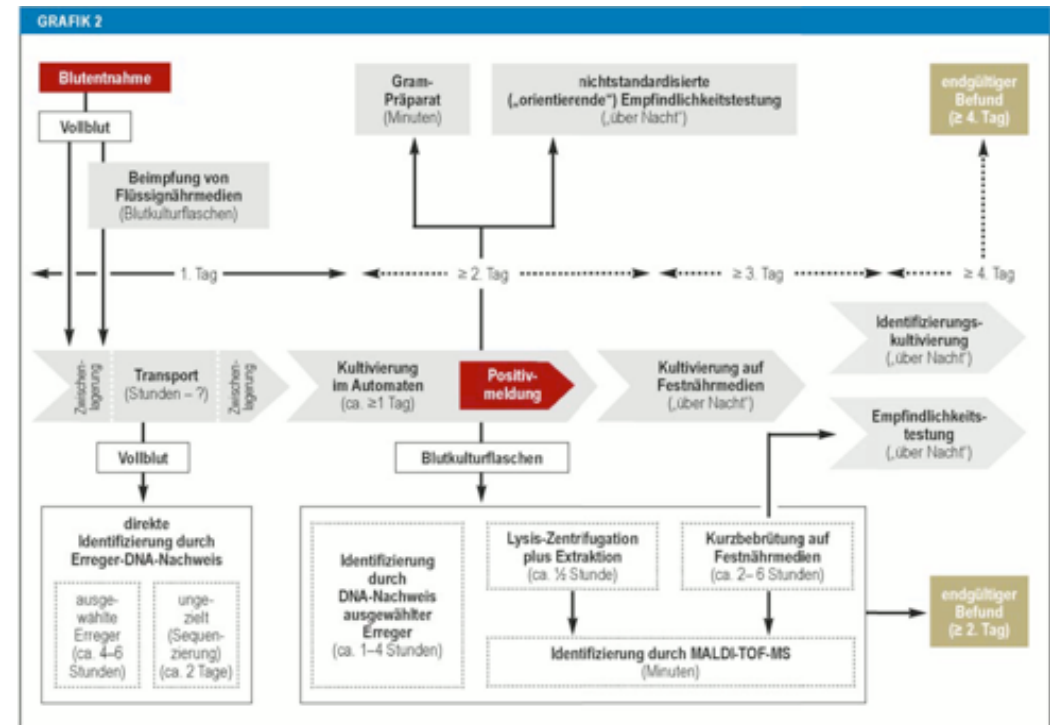 GRAFIK 2
Blutentnahme
Vollblut
Beimpfung von
Flüssignährmedien
(Blutkulturflaschen)
Gram-
Präparat
(Minuten)
nichtstandardisierte
(„orientierende“) Empfindlichkeitstestung
(„über Nacht“)
endgültiger
Befund
(≥ 4. Tag)
1. Tag
≥ 2. Tag
≥ 3. Tag
≥ 4. Tag
Zwischen-
lagerung
Transport
(Stunden – ?)
Zwischen-
lagerung
Kultivierung
im Automaten
(ca. ≥1 Tag)
Positiv-
meldung
Kultivierung auf
Festnährmedien
(„über Nacht“)
Identifizierungs-
kultivierung
(„über Nacht“)
Empfindlichkeits-
testung
(„über Nacht“)
Vollblut
Blutkulturflaschen
direkte
Identifizierung durch
Erreger-DNA-Nachweis
ausge-
wählte
Erreger
(ca. 4–6
Stunden)
unge-
zielt
(Sequen-
zierung)
(ca. 2 Tage)
Identifizierung
durch
DNA-Nachweis
ausgewählter
Erreger
(ca. 1–4 Stunden)
Lysis-Zentrifugation
plus Extraktion
(ca. ½ Stunde)
Kurzbebrütung auf
Festnährmedien
(ca. 2– 6 Stunden)
Identifizierung durch MALDI-TOF-MS
(Minuten)
endgültiger
Befund
(≥ 2. Tag)